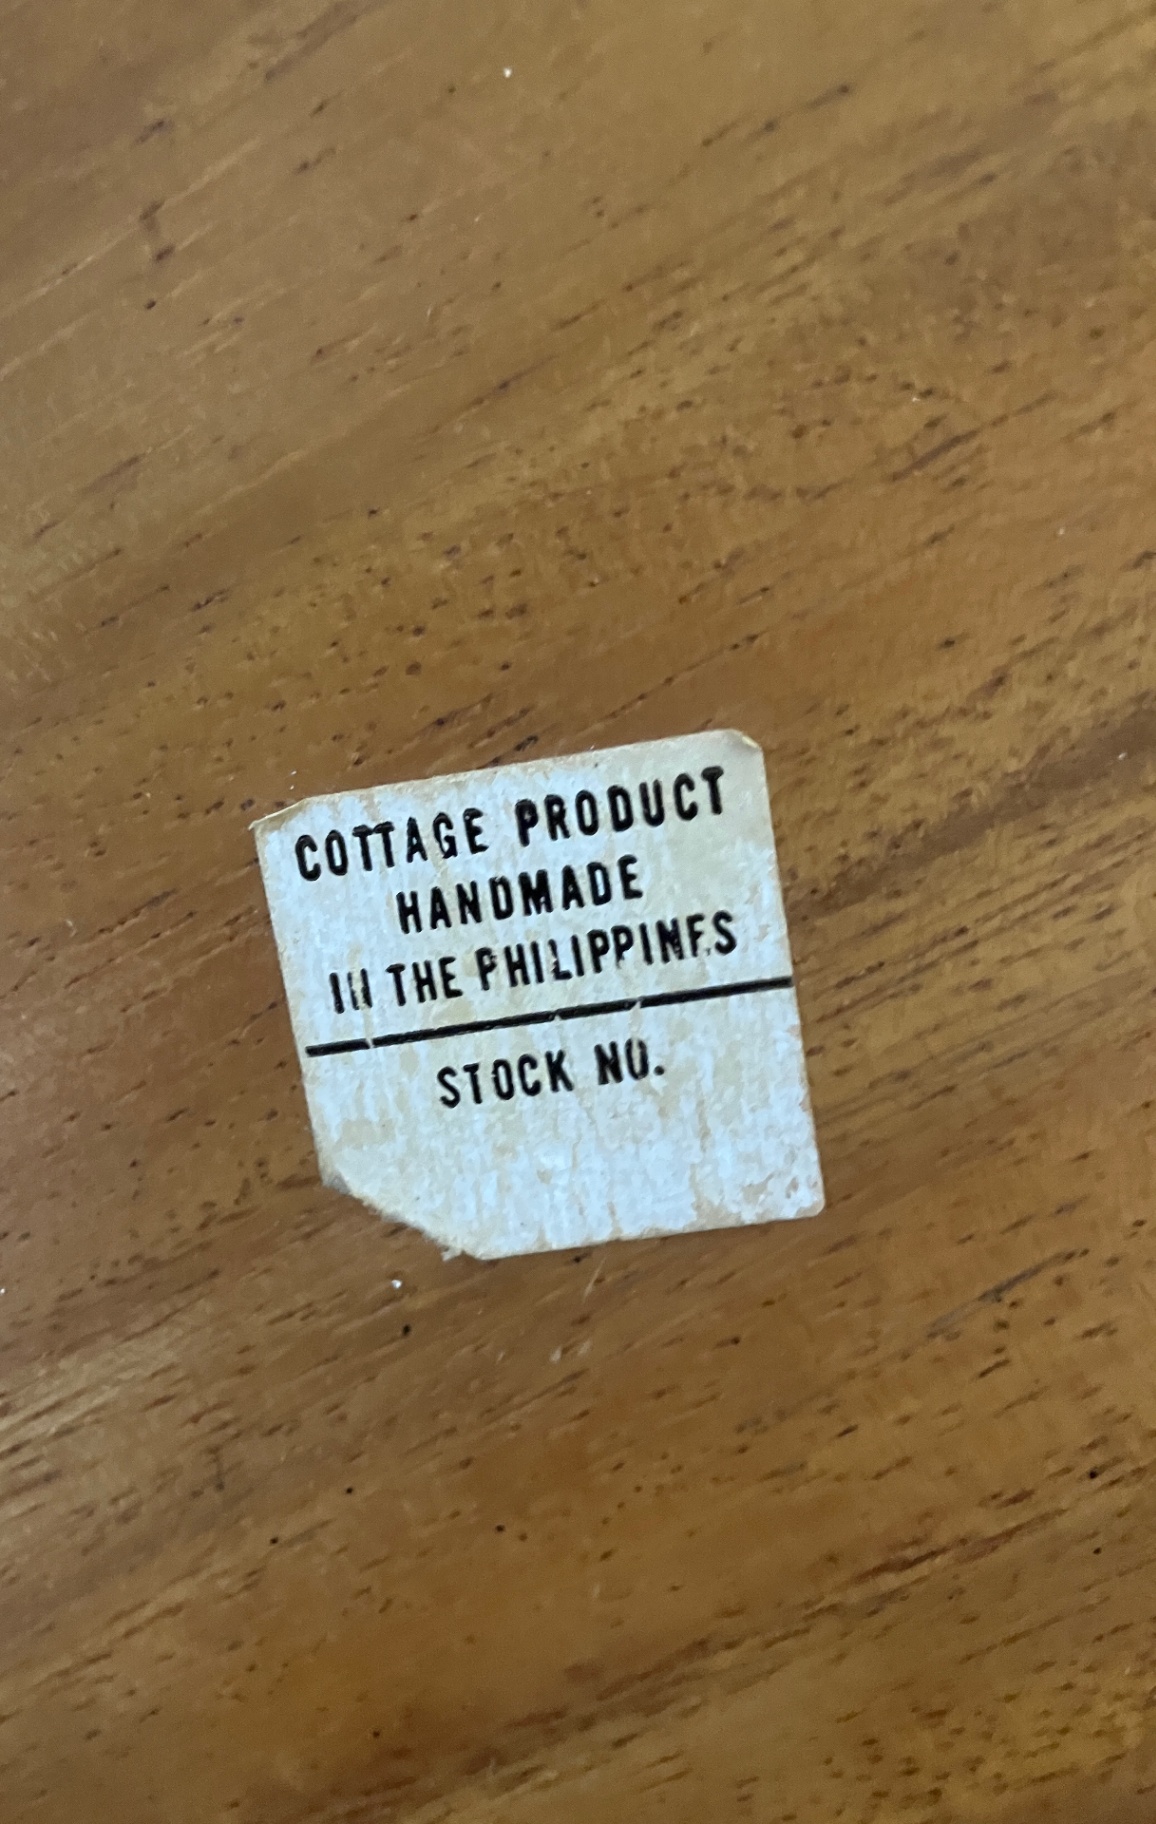 COTTAGE PRODUCT
HANDMADE
IN THE PHILIPPINES
STOCK NO.